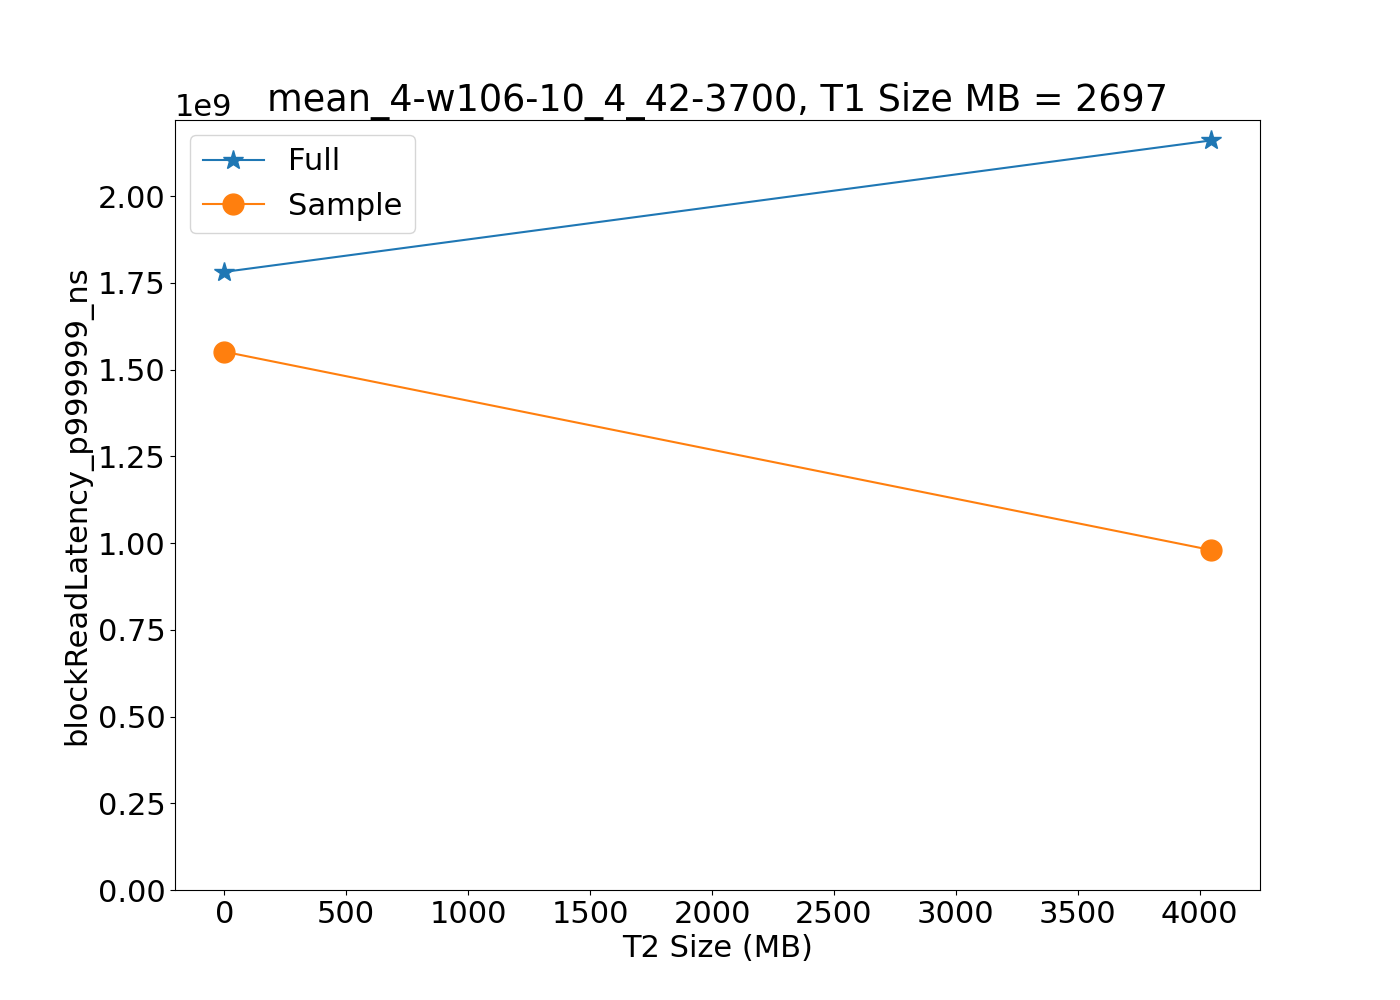 mean_4-w106-10_4_42-3700, T1 Size MB = 2697
1e9
Full
Sample
2.00
1.75
1.50
1.25
1.00
0.75
0.50
0.25
0.00
blockReadLatency_p999999_ns
0 500 1000 1500 2000 2500 3000 3500 4000
T2 Size (MB)